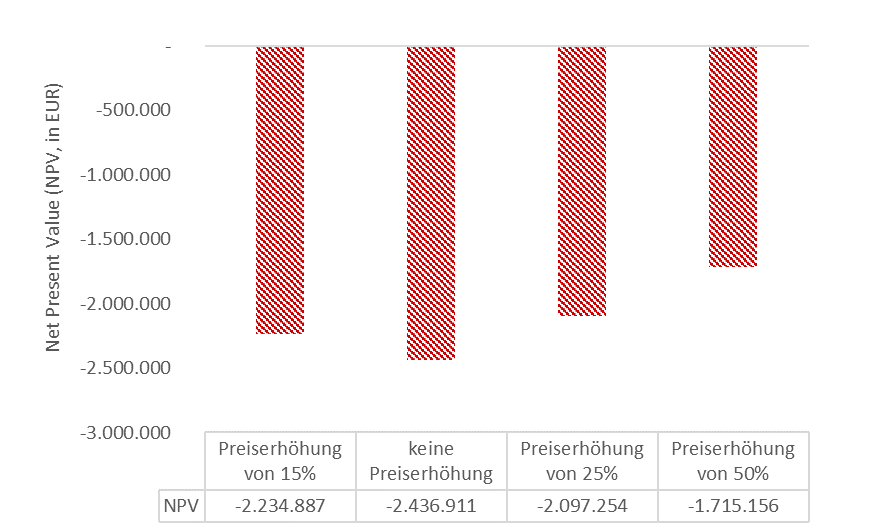 Net Present Value (NPV, in EUR)
-
-500.000
-1.000.000
-1.500.000
-2.000.000
-2.500.000
-3.000.000
Preiserhöhung keine Preiserhöhung Preiserhöhung
von 15% Preiserhöhung von 25% von 50%
NPV -2.234.887 -2.436.911 -2.097.254 -1.715.156